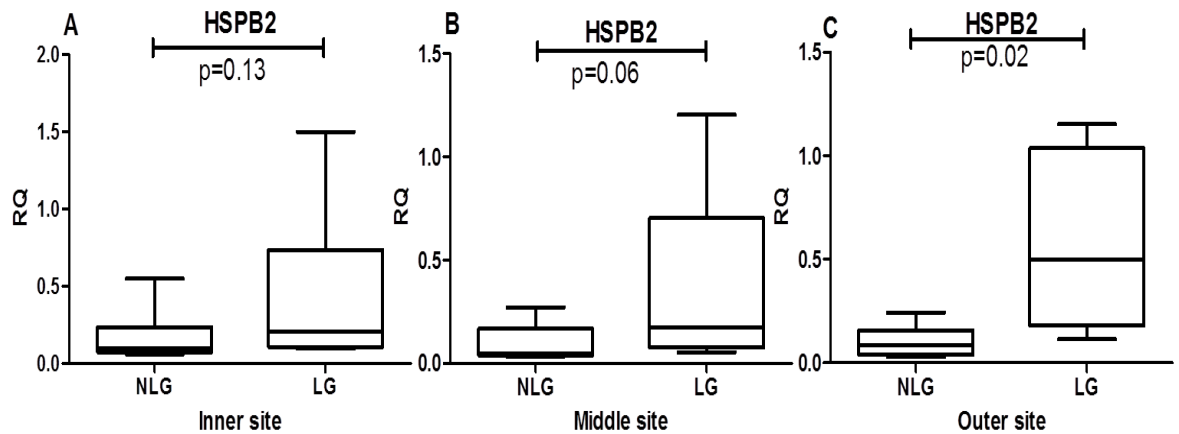 A
HSPB2
p=0.13
2.0
1.5
1.0
0.5
0.0
RQ
NLG
LG
Inner site
B
HSPB2
p=0.06
1.5
1.0
0.5
0.0
RQ
NLG
LG
Middle site
C
HSPB2
p=0.02
1.5
1.0
0.5
0.0
RQ
NLG
LG
Outer site